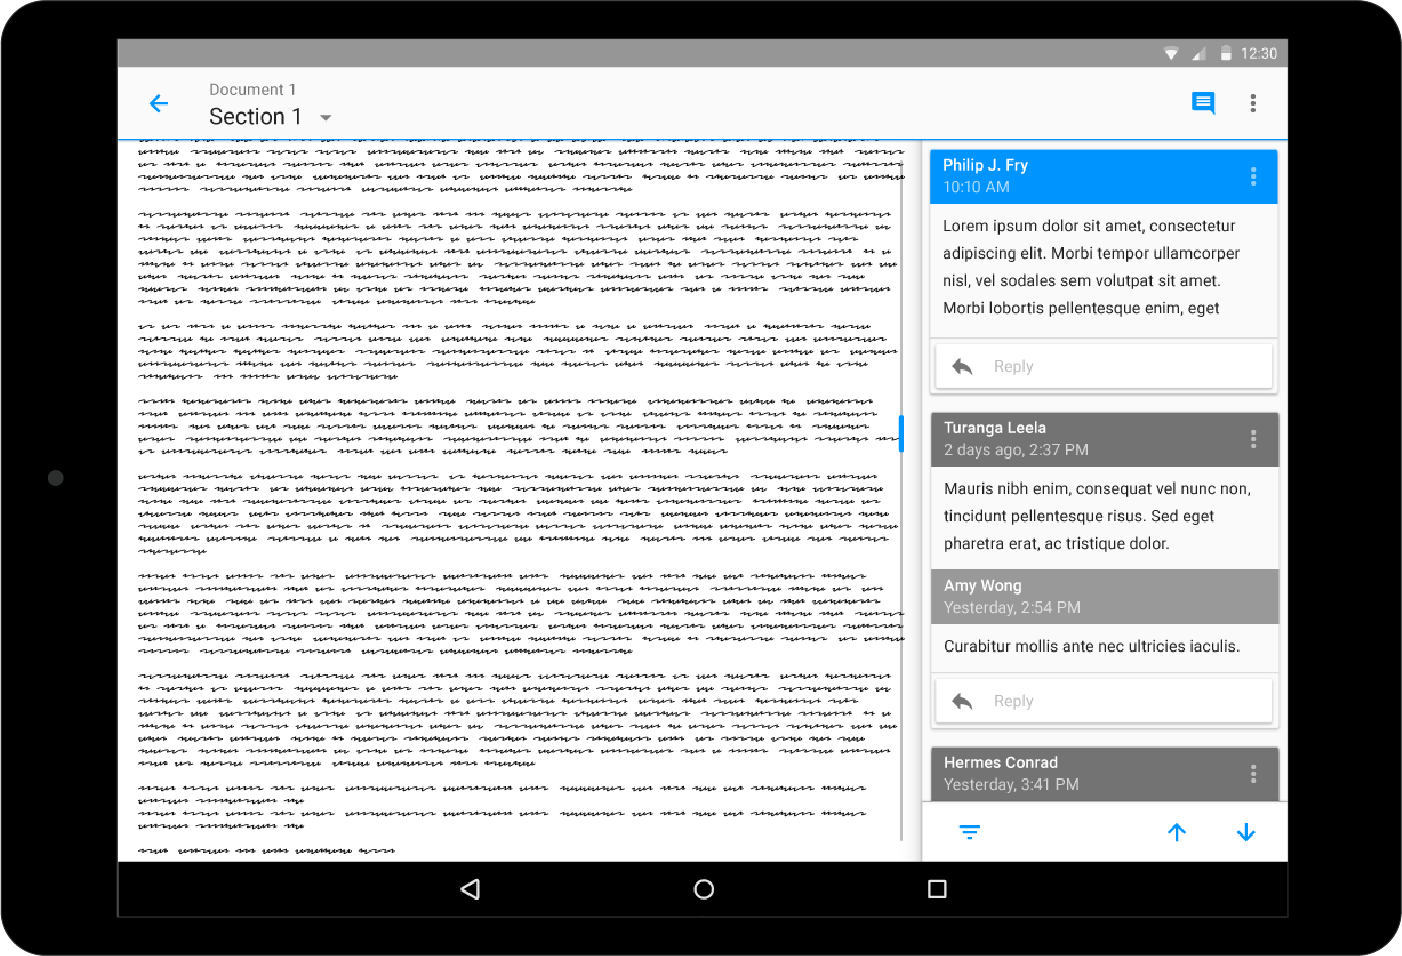 12:30
Document 1
Section 1
Philip J. Fry
10:10 AM
Lorem ipsum dolor sit amet, consectetur
adipiscing elit. Morbi tempor ullamcorper
nisl, vel sodales sem volutpat sit amet.
Morbi lobortis pellentesque enim, eget
Reply
Turanga Leela
2 days ago, 2:37 PM
Mauris nibh enim, consequat vel nunc non,
tincidunt pellentesque risus. Sed eget
pharetra erat, ac tristique dolor.
Amy Wong
Yesterday, 2:54 PM
Curabitur mollis ante nec ultricies iaculis.
Reply
Hermes Conrad
Yesterday, 3:41 PM